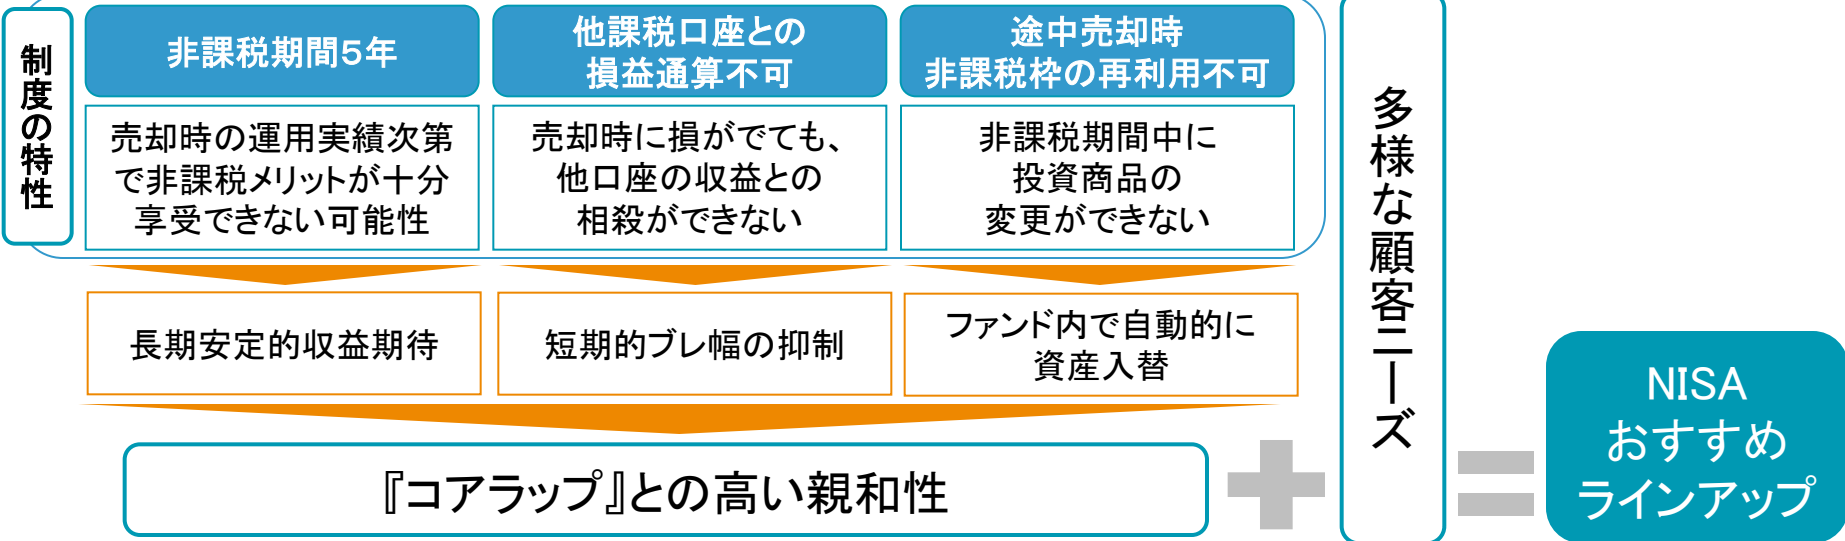 制度の特性
非課税期間５年
他課税口座との
損益通算不可
途中売却時
非課税枠の再利用不可
売却時の運用実績次第
で非課税メリットが十分
享受できない可能性
売却時に損がでても、
他口座の収益との
相殺ができない
非課税期間中に
投資商品の
変更ができない
長期安定的収益期待
短期的ブレ幅の抑制
ファンド内で自動的に
資産入替
『コアラップ』との高い親和性
多様な顧客ニーズ
NISA
おすすめ
ラインアップ